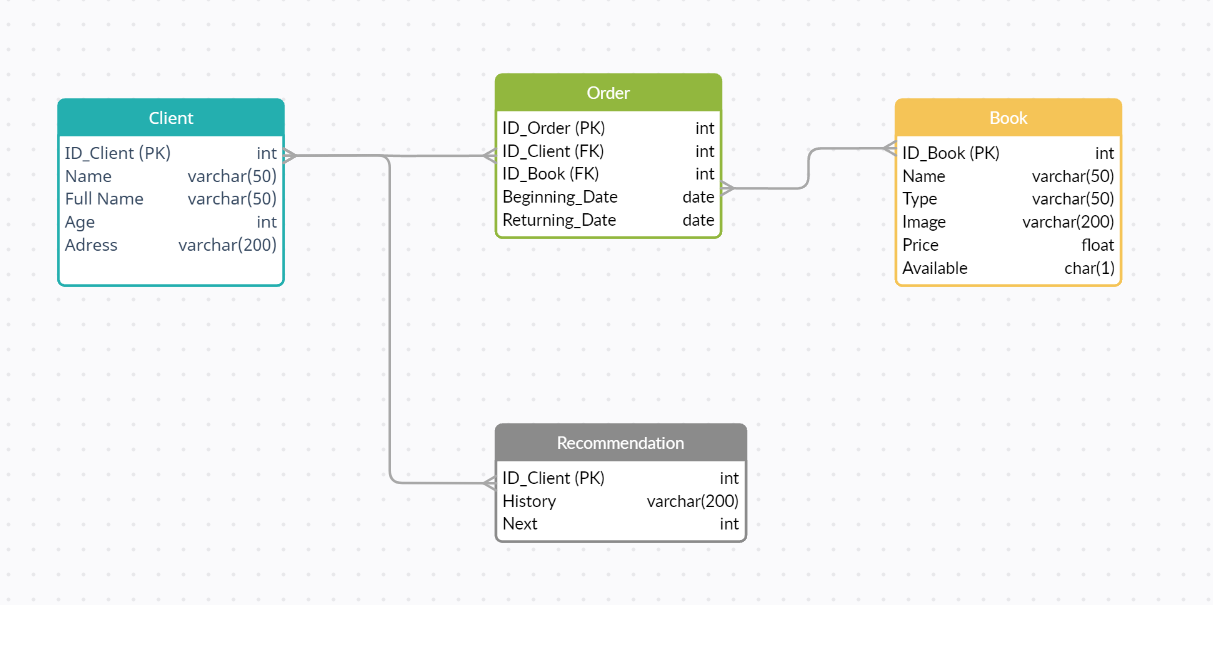 Client
ID_Client (PK) int
Name varchar(50)
Full Name varchar(50)
Age int
Adress varchar(200)
Order
ID_Order (PK) int
ID_Client (FK) int
ID_Book (FK) int
Beginning_Date date
Returning_Date date
Book
ID_Book (PK) int
Name varchar(50)
Type varchar(50)
Image varchar(200)
Price float
Available char(1)
Recommendation
ID_Client (PK) int
History varchar(200)
Next int